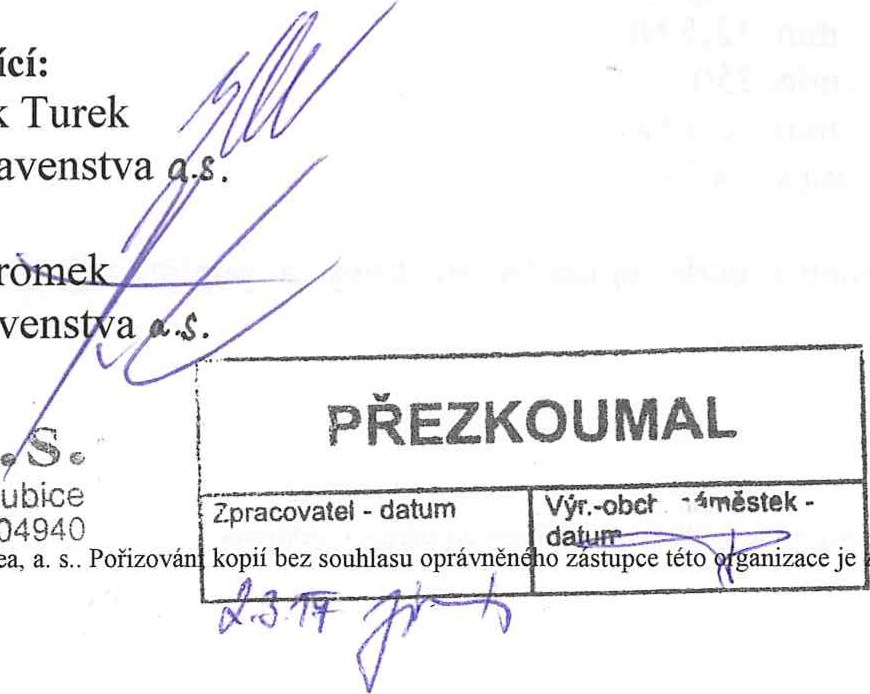 ící:
k Turek
avenstva a.s.
romek
venstva a.s.
.S.
ubice
04940
PŘEZKOUMAL
Zpracovatel - datum
Výr.-obch náměstek -
datum
ea, a. s.. Pořizování kopií bez souhlasu oprávněného zástupce této organizace je
2.3.17